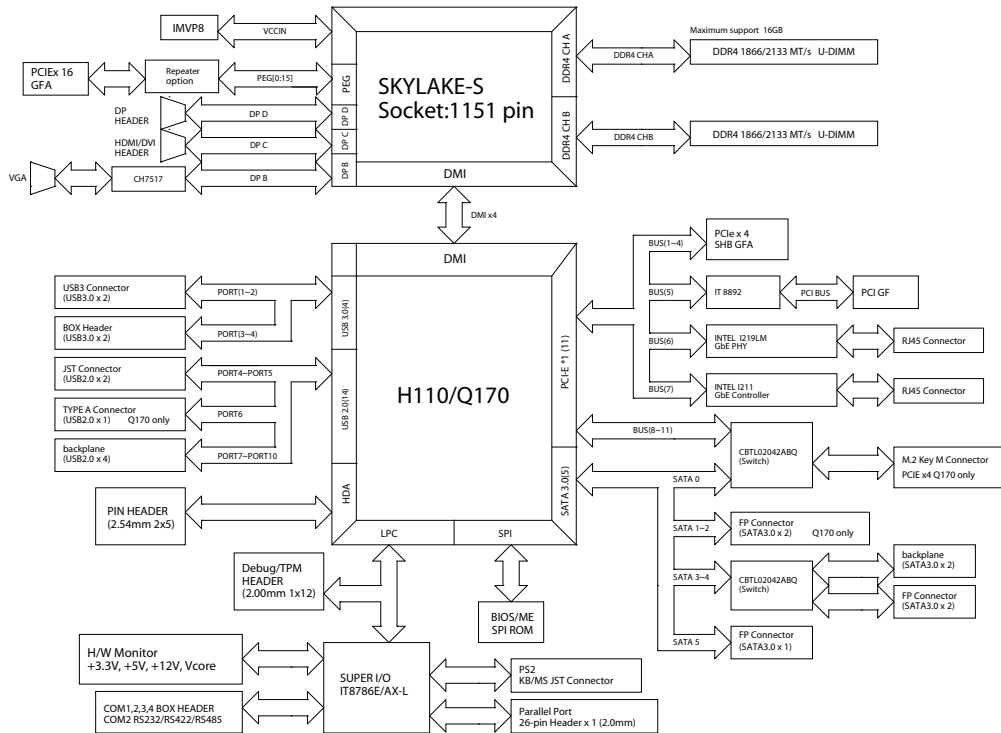 IMVP8
VCCIN
PCIEx 16
GFA
Repeater
option
PEG[0:15]
DP
HEADER
DP D
HDMI/DVI
HEADER
DP C
VGA
CH7517
DP B
PEG
DP D
DP C
DP B
SKYLAKE-S
Socket:1151 pin
DMI
DDR4 CH A
DDR4 CH B
Maximum support 16GB
DDR4 CHA
DDR4 1866/2133 MT/s U-DIMM
DDR4 CHB
DDR4 1866/2133 MT/s U-DIMM
DMI x4
DMI
H110/Q170
USB 3.0(4)
USB 2.0(14)
HDA
LPC
SPI
PCI-E *1 (11)
SATA 3.0(5)
USB3 Connector
(USB3.0 x 2)
PORT(1~2)
BOX Header
(USB3.0 x 2)
PORT(3~4)
JST Connector
(USB2.0 x 2)
PORT4~PORT5
TYPE A Connector
(USB2.0 x 1) Q170 only
PORT6
backplane
(USB2.0 x 4)
PORT7~PORT10
PIN HEADER
(2.54mm 2x5)
BUS(1~4)
PCIe x 4
SHB GFA
BUS(5)
IT 8892
PCI BUS
PCI GF
BUS(6)
INTEL I219LM
GbE PHY
RJ45 Connector
BUS(7)
INTEL I211
GbE Controller
RJ45 Connector
BUS(8~11)
CBTL02042ABQ
(Switch)
M.2 Key M Connector
PCIE x4 Q170 only
SATA 0
SATA 1~2
FP Connector
(SATA3.0 x 2) Q170 only
SATA 3~4
CBTL02042ABQ
(Switch)
backplane
(SATA3.0 x 2)
FP Connector
(SATA3.0 x 2)
SATA 5
FP Connector
(SATA3.0 x 1)
Debug/TPM
HEADER
(2.00mm 1x12)
BIOS/ME
SPI ROM
H/W Monitor
+3.3V, +5V, +12V, Vcore
COM1,2,3,4 BOX HEADER
COM2 RS232/RS422/RS485
SUPER I/O
IT8786E/AX-L
PS2
KB/MS JST Connector
Parallel Port
26-pin Header x 1 (2.0mm)